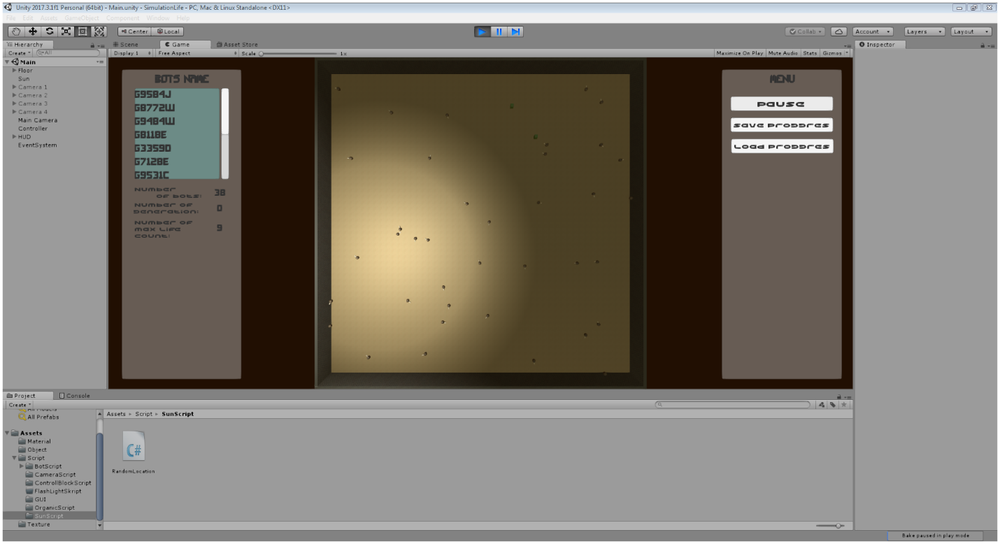 Unity 2017.3.1f1 Personal (64bit) - Main.unity - SimulationLife - PC, Mac & Linux Standalone <DX11>
File Edit Assets GameObject Component Window Help
Center Local
Collab Account Layers Layout
Hierarchy
Create All
Main
Floor
Sun
Camera 1
Camera 2
Camera 3
Camera 4
Main Camera
Controller
HUD
EventSystem
Scene Game Asset Store
Display 1 Free Aspect Scale 1x
Maximize On Play Mute Audio Stats Gizmos
Inspector
BOTS NAME
G9584J
G8772W
G9484W
G8118E
G3359D
G7128E
G9531C
Number of bots: 38
Number of generation: 0
Number of max life count: 9
MENU
Pause
Save proggres
Load proggres
Project Console
Create
All Models
All Prefabs
Assets
Material
Object
Script
BotScript
CameraScript
ControllBlockScript
FlashLightSkript
GUI
OrganicScript
SunScript
Texture
Assets Script SunScript
C#
RandomLocation
Bake paused in play mode